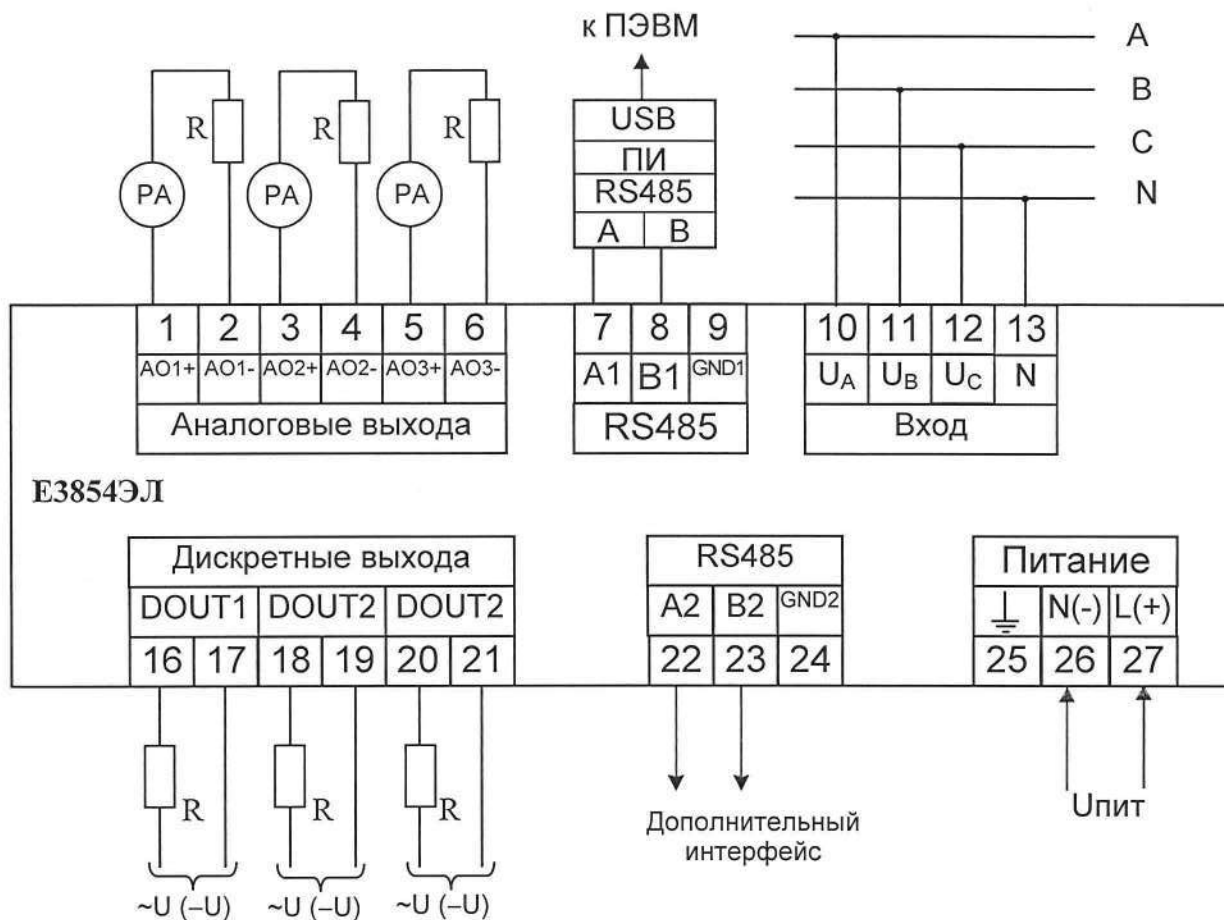 к ПЭВМ
A
B
C
N
R
R
R
PA
PA
PA
USB
ПИ
RS485
A B
1 2 3 4 5 6
AO1+ AO1- AO2+ AO2- AO3+ AO3-
Аналоговые выхода
7 8 9
A1 B1 GND1
RS485
10 11 12 13
UA UB UC N
Вход
Е3854ЭЛ
Дискретные выхода
DOUT1 DOUT2 DOUT2
16 17 18 19 20 21
RS485
A2 B2 GND2
22 23 24
Питание
N(-) L(+)
25 26 27
R
R
R
~U (–U) ~U (–U) ~U (–U)
Дополнительный
интерфейс
Uпит